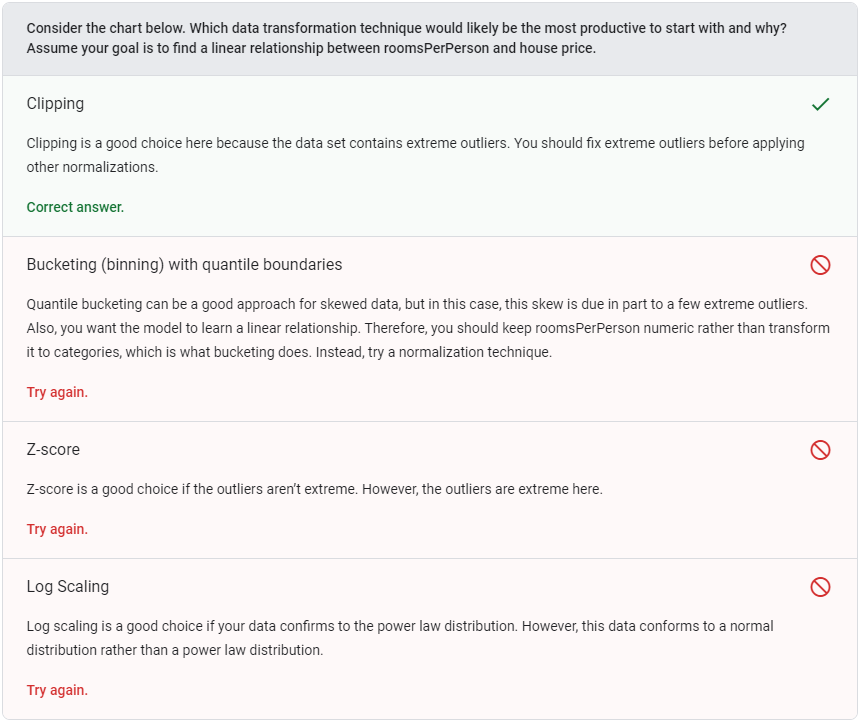 Consider the chart below. Which data transformation technique would likely be the most productive to start with and why?
Assume your goal is to find a linear relationship between roomsPerPerson and house price.
Clipping
Clipping is a good choice here because the data set contains extreme outliers. You should fix extreme outliers before applying
other normalizations.
Correct answer.
Bucketing (binning) with quantile boundaries
Quantile bucketing can be a good approach for skewed data, but in this case, this skew is due in part to a few extreme outliers.
Also, you want the model to learn a linear relationship. Therefore, you should keep roomsPerPerson numeric rather than transform
it to categories, which is what bucketing does. Instead, try a normalization technique.
Try again.
Z-score
Z-score is a good choice if the outliers aren't extreme. However, the outliers are extreme here.
Try again.
Log Scaling
Log scaling is a good choice if your data confirms to the power law distribution. However, this data conforms to a normal
distribution rather than a power law distribution.
Try again.